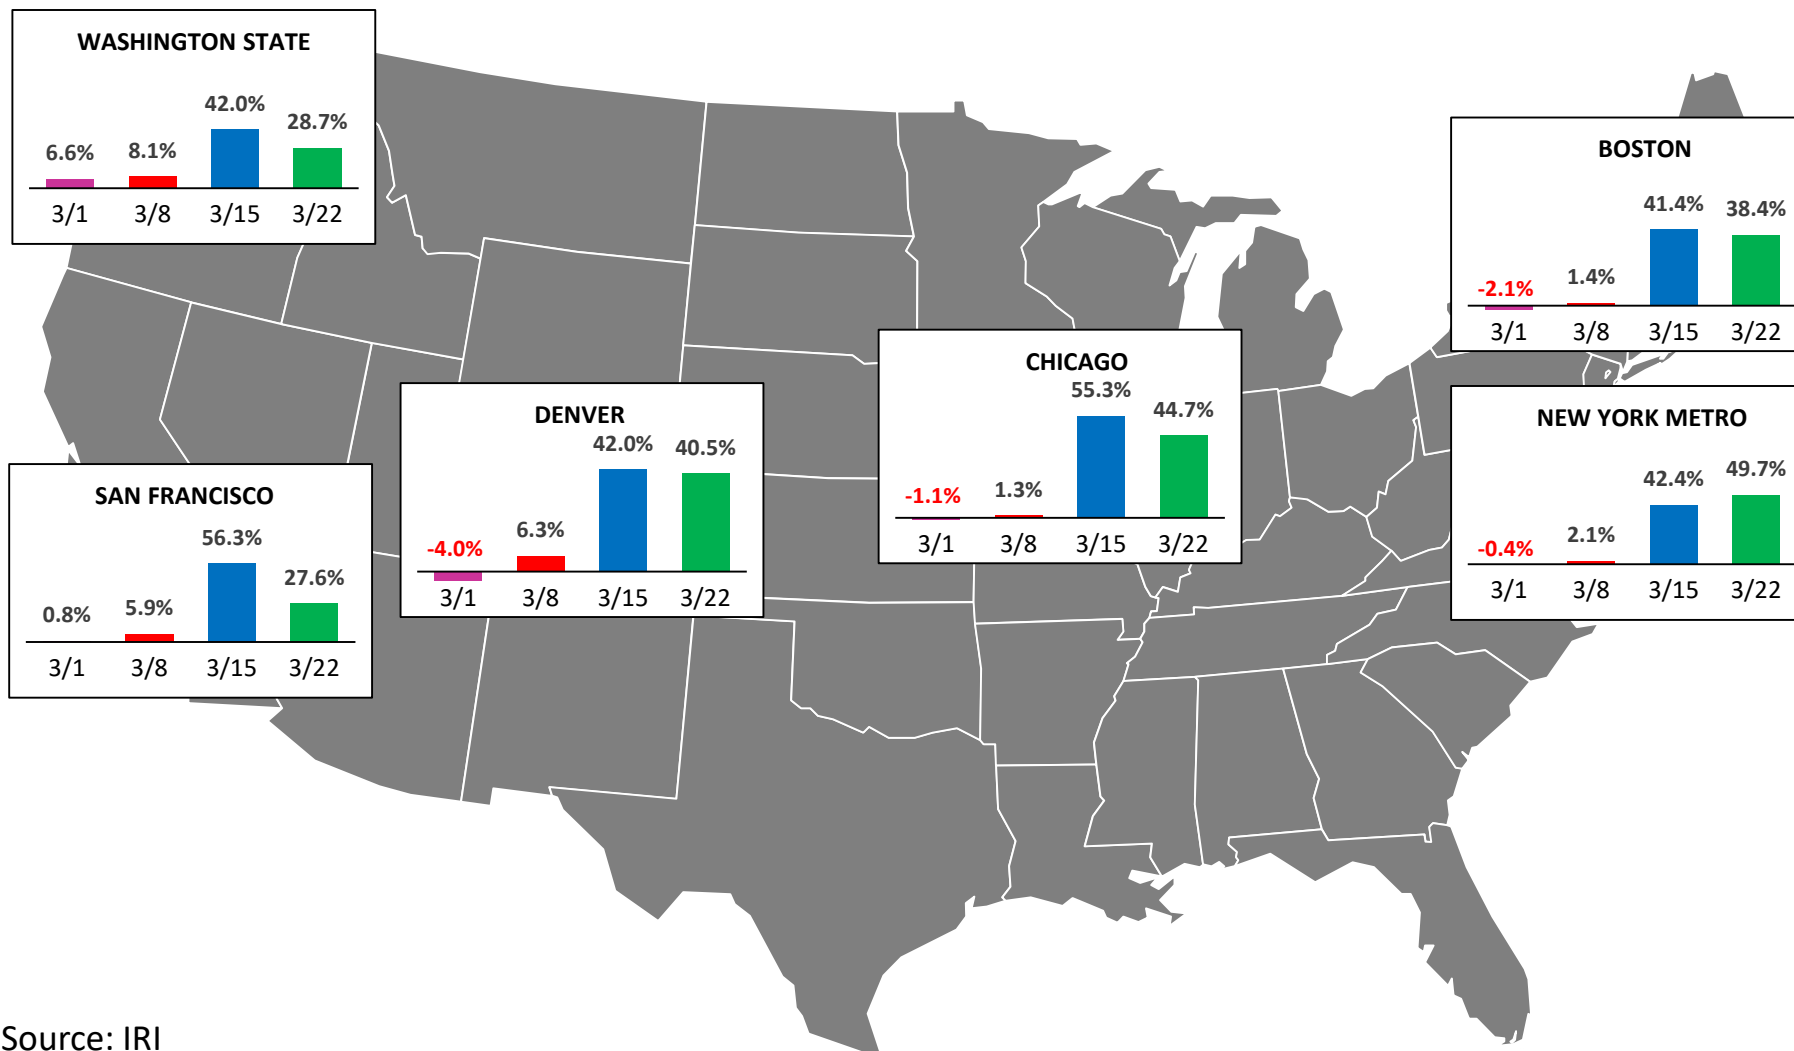 WASHINGTON STATE
6.6% 8.1% 42.0% 28.7%
3/1 3/8 3/15 3/22
BOSTON
-2.1% 1.4% 41.4% 38.4%
3/1 3/8 3/15 3/22
CHICAGO
-1.1% 1.3% 55.3% 44.7%
3/1 3/8 3/15 3/22
DENVER
-4.0% 6.3% 42.0% 40.5%
3/1 3/8 3/15 3/22
NEW YORK METRO
-0.4% 2.1% 42.4% 49.7%
3/1 3/8 3/15 3/22
SAN FRANCISCO
0.8% 5.9% 56.3% 27.6%
3/1 3/8 3/15 3/22
Source: IRI